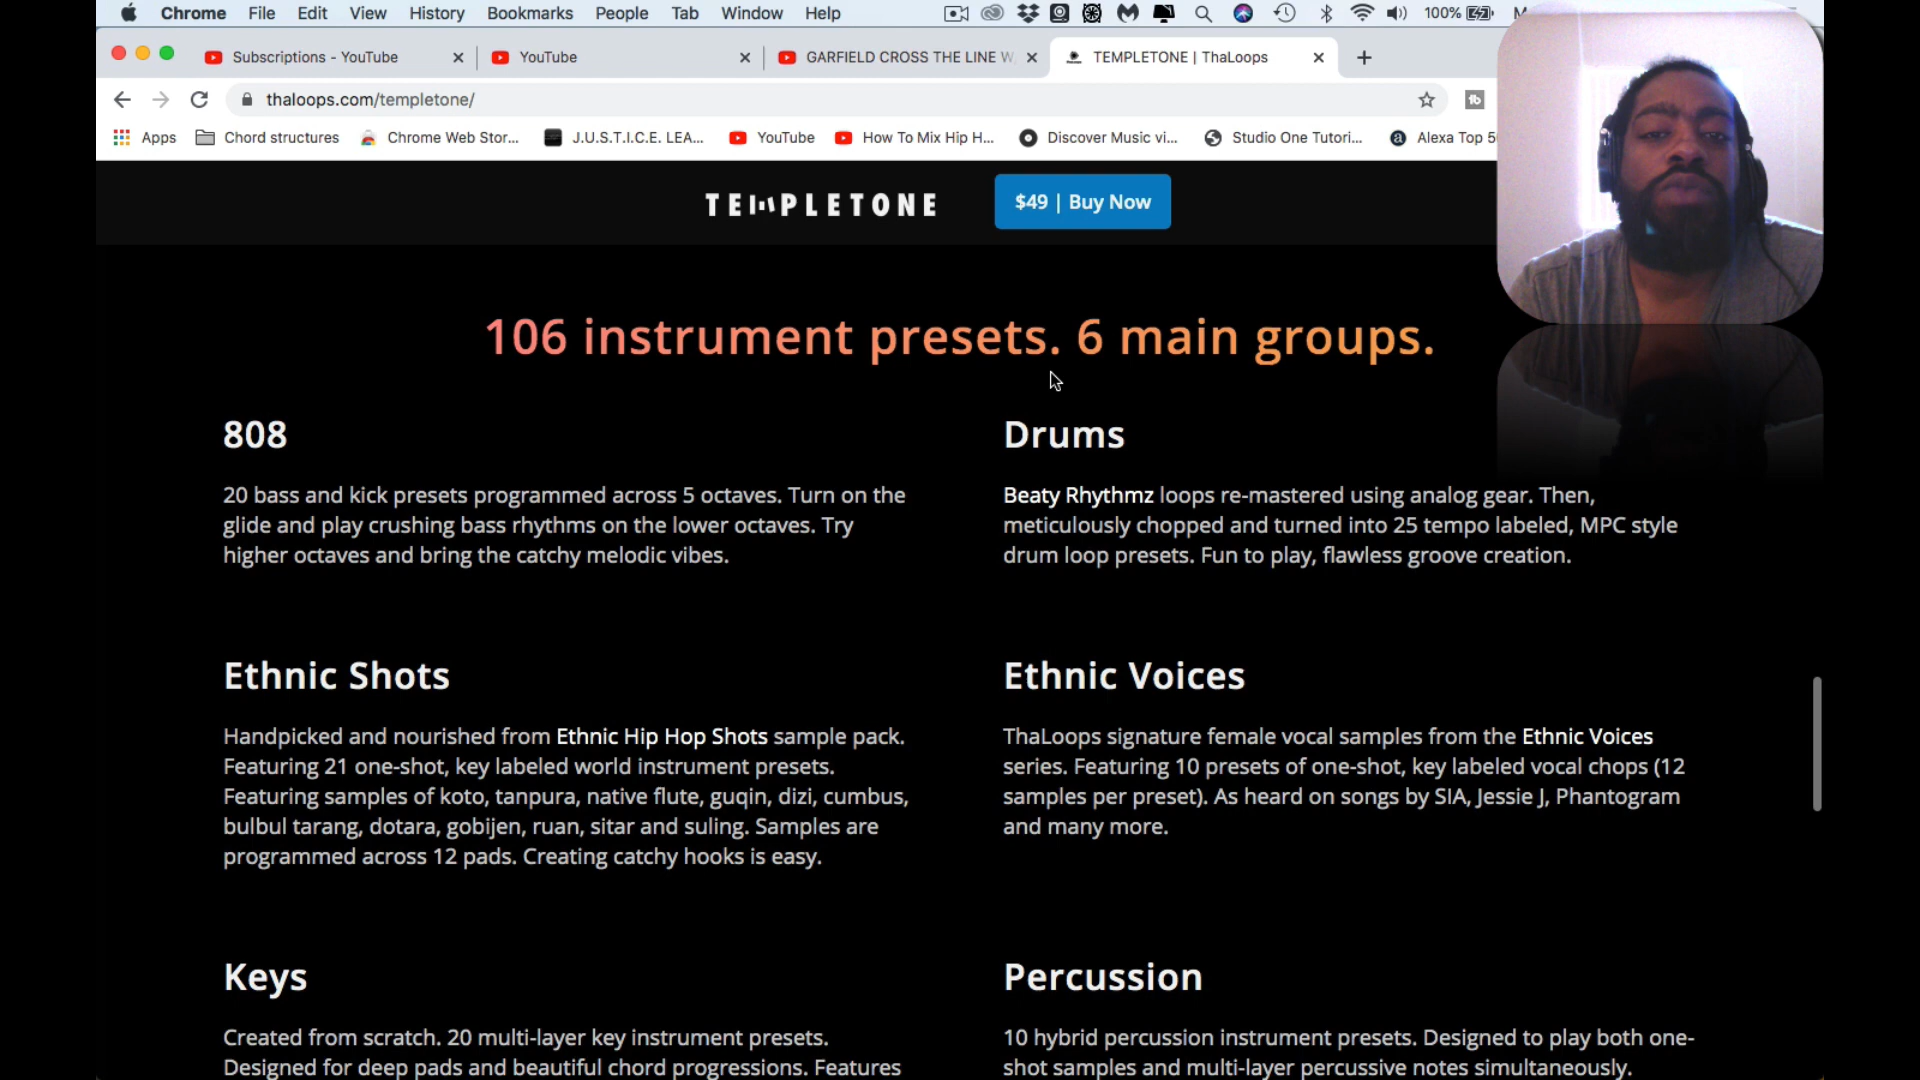 Chrome File Edit View History Bookmarks People Tab Window Help 100%
Subscriptions - YouTube YouTube GARFIELD CROSS THE LINE TEMPLETONE | ThaLoops
thaloops.com/templetone/
Apps Chord structures Chrome Web Stor... J.U.S.T.I.C.E. LEA... YouTube How To Mix Hip H... Discover Music vi... Studio One Tutori... Alexa Top
TEMPLETONE $49 | Buy Now
106 instrument presets. 6 main groups.
808
20 bass and kick presets programmed across 5 octaves. Turn on the
glide and play crushing bass rhythms on the lower octaves. Try
higher octaves and bring the catchy melodic vibes.
Drums
Beaty Rhythmz loops re-mastered using analog gear. Then,
meticulously chopped and turned into 25 tempo labeled, MPC style
drum loop presets. Fun to play, flawless groove creation.
Ethnic Shots
Handpicked and nourished from Ethnic Hip Hop Shots sample pack.
Featuring 21 one-shot, key labeled world instrument presets.
Featuring samples of koto, tanpura, native flute, guqin, dizi, cumbus,
bulbul tarang, dotara, gobijen, ruan, sitar and suling. Samples are
programmed across 12 pads. Creating catchy hooks is easy.
Ethnic Voices
ThaLoops signature female vocal samples from the Ethnic Voices
series. Featuring 10 presets of one-shot, key labeled vocal chops (12
samples per preset). As heard on songs by SIA, Jessie J, Phantogram
and many more.
Keys
Created from scratch. 20 multi-layer key instrument presets.
Designed for deep pads and beautiful chord progressions. Features
Percussion
10 hybrid percussion instrument presets. Designed to play both one-
shot samples and multi-layer percussive notes simultaneously.